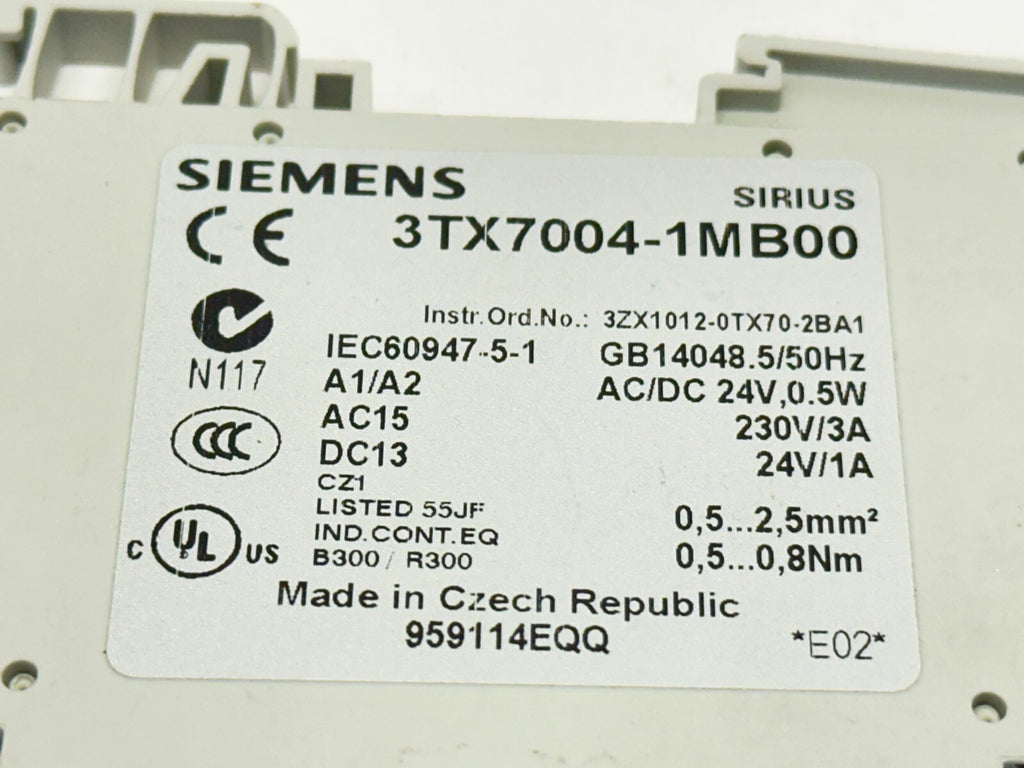 SIEMENS
SIRIUS
CE 3TX7004-1MB00
Instr.Ord.No.: 3ZX1012-0TX70-2BA1
N117
IEC60947-5-1 GB14048.5/50Hz
A1/A2 AC/DC 24V,0.5W
AC15 230V/3A
DC13 24V/1A
CCC
CZ1
LISTED 55JF
IND.CONT.EQ
B300 / R300
0,5...2,5mm²
0,5...0,8Nm
C UL US
Made in Czech Republic
959114EQQ
*E02*